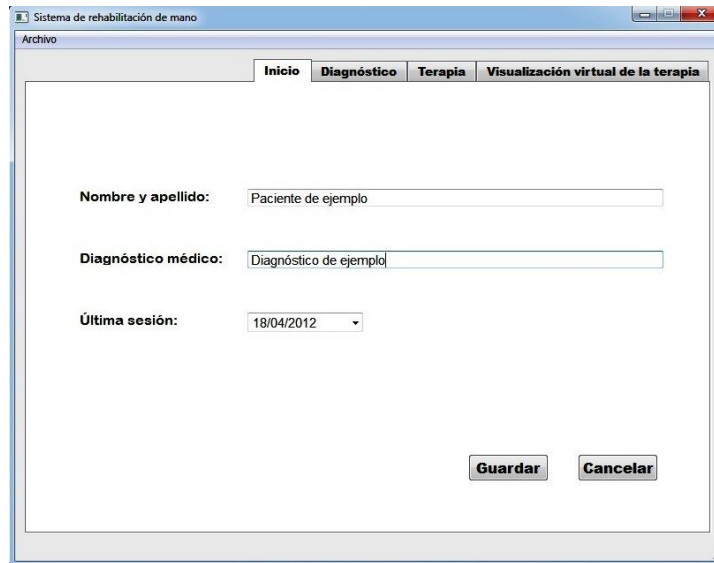 Sistema de rehabilitación de mano
Archivo
Inicio Diagnóstico Terapia Visualización virtual de la terapia
Nombre y apellido: Paciente de ejemplo
Diagnóstico médico: Diagnóstico de ejemplo
Última sesión: 18/04/2012
Guardar Cancelar